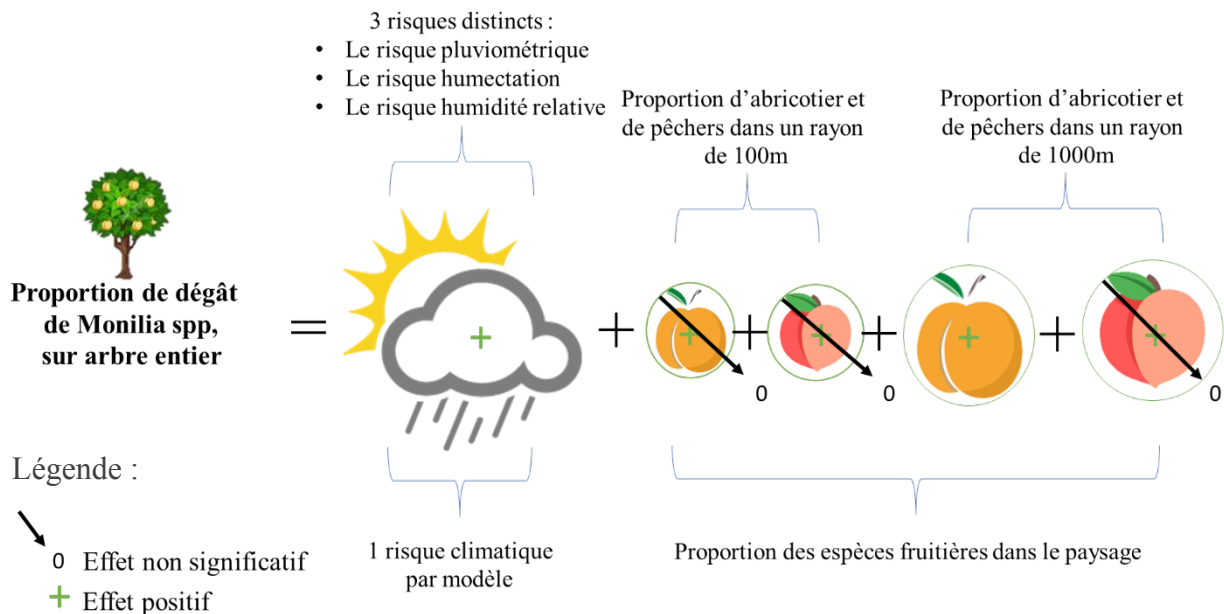 3 risques distincts :
• Le risque pluviométrique
• Le risque humectation
• Le risque humidité relative
Proportion d'abricotier et
de pêchers dans un rayon
de 100m
Proportion d'abricotier et
de pêchers dans un rayon
de 1000m
Proportion de dégât
de Monilia spp,
sur arbre entier
= + + + + + + + +
0 0 0
Légende :
0 Effet non significatif
+ Effet positif
1 risque climatique
par modèle
Proportion des espèces fruitières dans le paysage